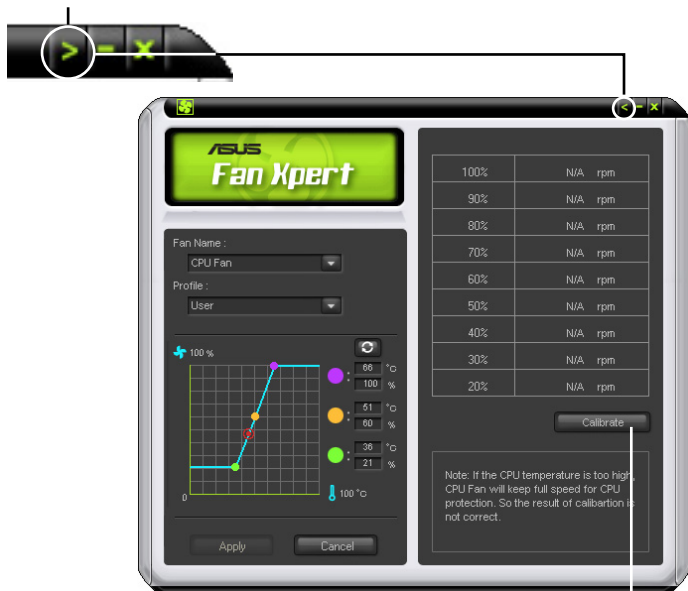 > - x
< - x
ASUS
Fan Xpert
Fan Name :
CPU Fan
Profile :
User
100 %
66 °C
100 %
51 °C
60 %
36 °C
21 %
0
100 °C
Apply Cancel
100% N/A rpm
90% N/A rpm
80% N/A rpm
70% N/A rpm
60% N/A rpm
50% N/A rpm
40% N/A rpm
30% N/A rpm
20% N/A rpm
Calibrate
Note: If the CPU temperature is too high,
CPU Fan will keep full speed for CPU
protection. So the result of calibartion is
not correct.